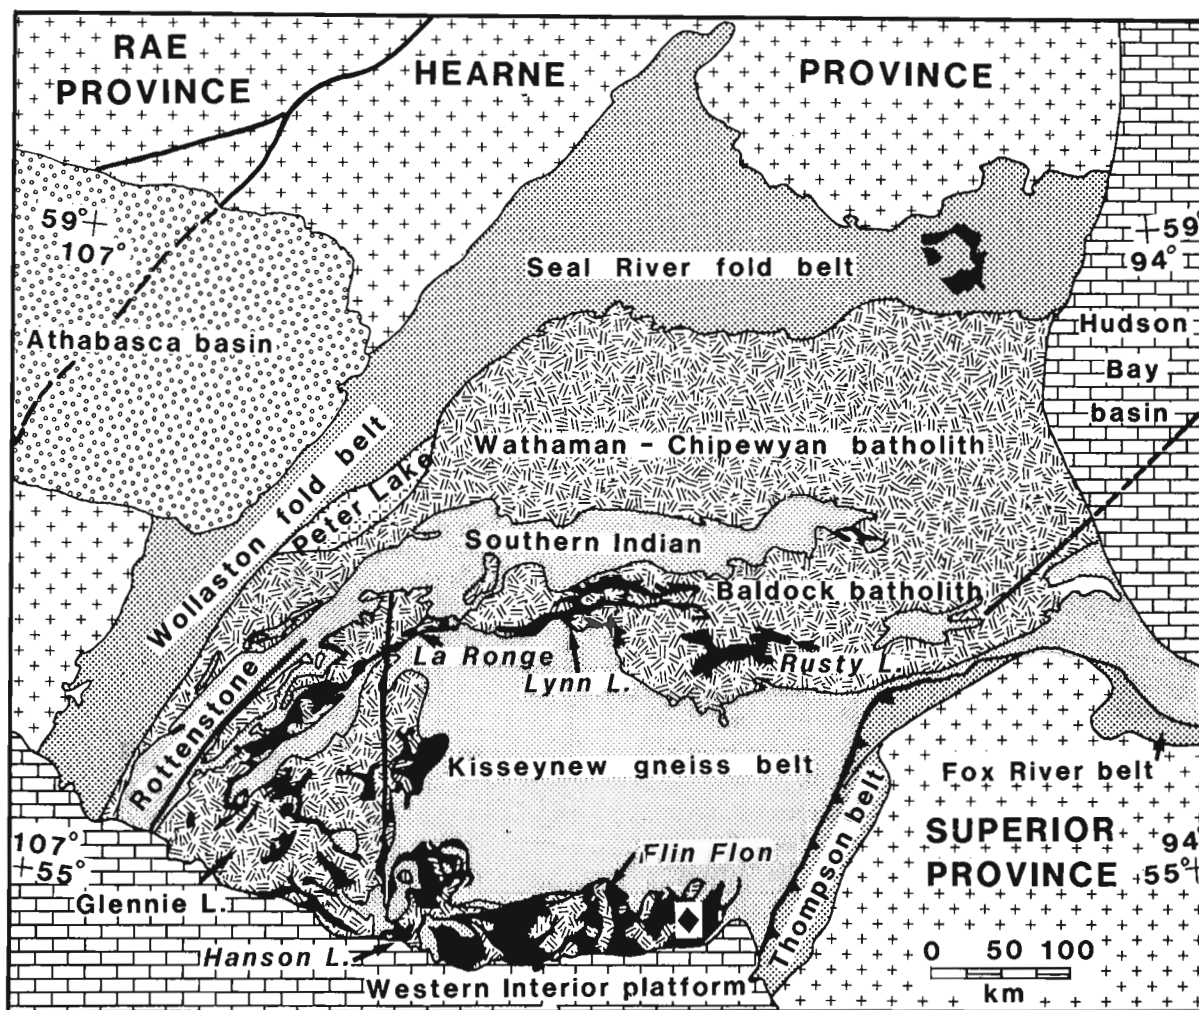 RAE
PROVINCE
HEARNE
PROVINCE
59°
107°
59
94°
Seal River fold belt
Athabasca basin
Hudson
Bay
basin
Wathaman - Chipewyan batholith
Wollaston fold belt
Peter Lake
Southern Indian
Baldock batholith
La Ronge
Lynn L.
Rusty L.
Rottenstone
Kisseynew gneiss belt
Fox River belt
Thompson belt
SUPERIOR
PROVINCE
94
55°
107°
55°
Flin Flon
Glennie L.
Hanson L.
Western Interior platform
0 50 100
km